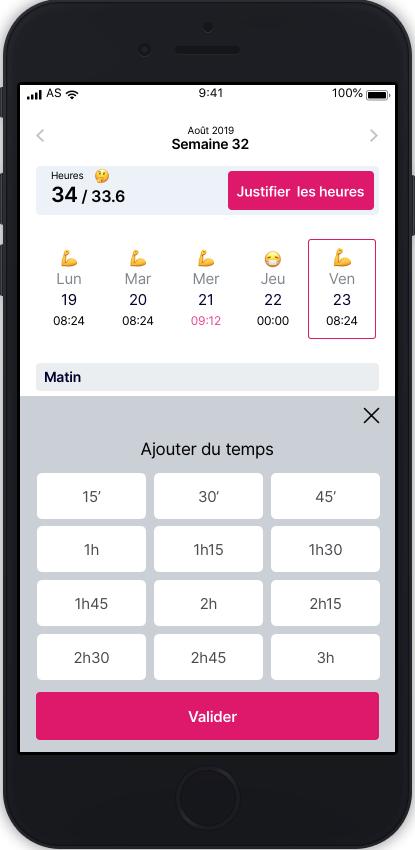 AS 9:41 100%
Août 2019
Semaine 32
Heures 🤔
34 / 33.6
Justifier les heures
💪 💪 💪 😷 💪
Lun Mar Mer Jeu Ven
19 20 21 22 23
08:24 08:24 09:12 00:00 08:24
Matin
Ajouter du temps
15’ 30’ 45’
1h 1h15 1h30
1h45 2h 2h15
2h30 2h45 3h
Valider